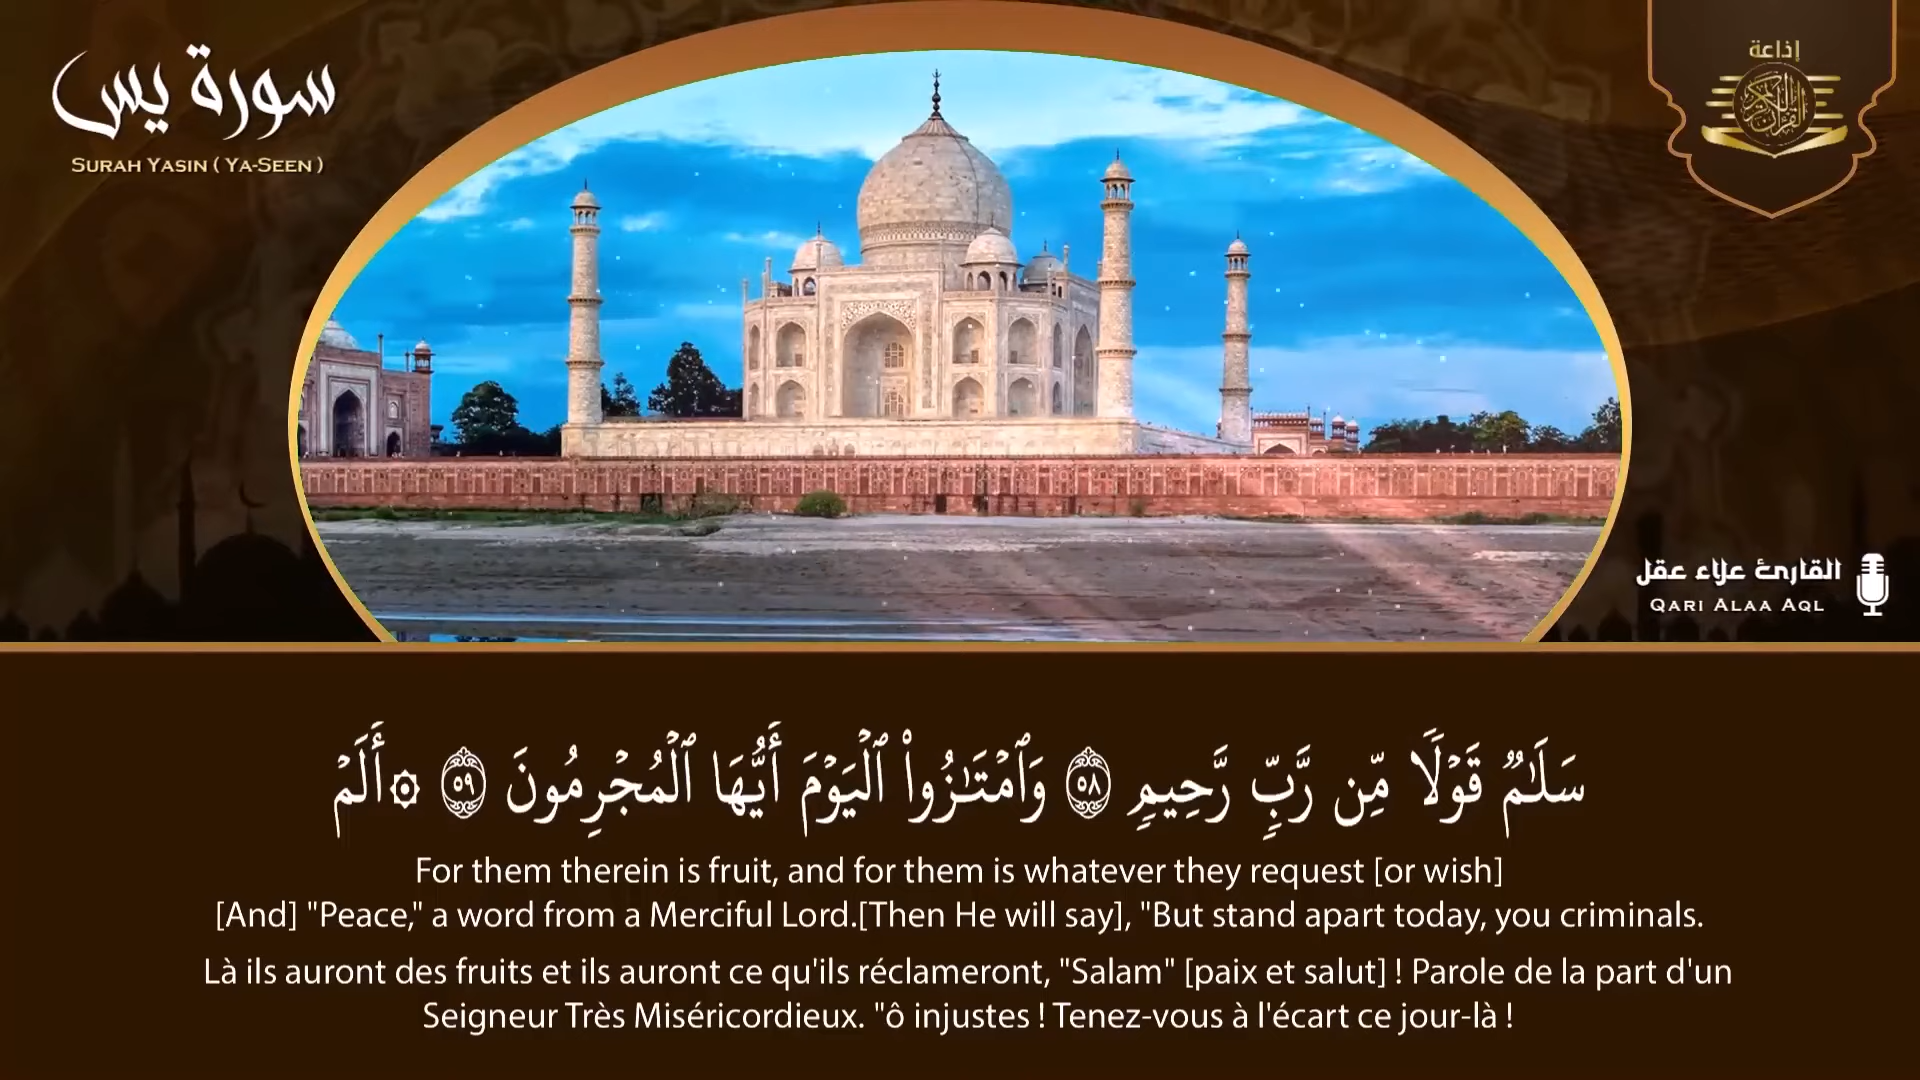 سورة يس
SURAH YASIN ( YA-SEEN )
إذاعة
القرآن الكريم
القارئ علاء عقل
QARI ALAA AQL
سَلَٰمٌ قَوْلًا مِّن رَّبٍّ رَّحِيمٍ ٥٨ وَٱمْتَٰزُوا۟ ٱلْيَوْمَ أَيُّهَا ٱلْمُجْرِمُونَ ٥٩ ۞ أَلَمْ
For them therein is fruit, and for them is whatever they request [or wish]
[And] "Peace," a word from a Merciful Lord.[Then He will say], "But stand apart today, you criminals.
Là ils auront des fruits et ils auront ce qu'ils réclameront, "Salam" [paix et salut] ! Parole de la part d'un
Seigneur Très Miséricordieux. "ô injustes ! Tenez-vous à l'écart ce jour-là !